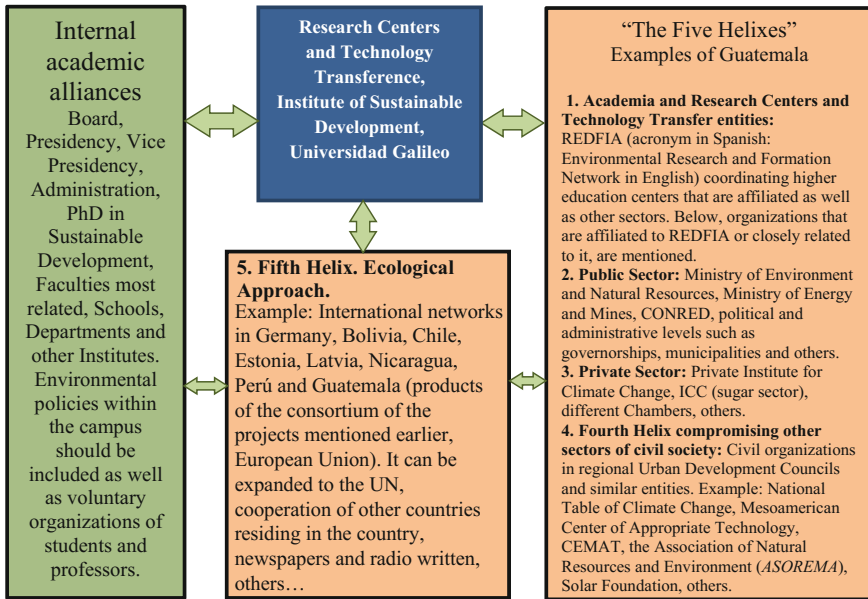 Internal
academic
alliances
Board,
Presidency, Vice
Presidency,
Administration,
PhD in
Sustainable
Development,
Faculties most
related, Schools,
Departments and
other Institutes.
Environmental
policies within
the campus
should be
included as well
as voluntary
organizations of
students and
professors.
Research Centers
and Technology
Transference,
Institute of Sustainable
Development,
Universidad Galileo
5. Fifth Helix. Ecological
Approach.
Example: International networks
in Germany, Bolivia, Chile,
Estonia, Latvia, Nicaragua,
Perú and Guatemala (products
of the consortium of the
projects mentioned earlier,
European Union). It can be
expanded to the UN,
cooperation of other countries
residing in the country,
newspapers and radio written,
others…
“The Five Helixes”
Examples of Guatemala
1. Academia and Research Centers and
Technology Transfer entities:
REDFIA (acronym in Spanish:
Environmental Research and Formation
Network in English) coordinating higher
education centers that are affiliated as well
as other sectors. Below, organizations that
are affiliated to REDFIA or closely related
to it, are mentioned.
2. Public Sector: Ministry of Environment
and Natural Resources, Ministry of Energy
and Mines, CONRED, political and
administrative levels such as
governorships, municipalities and others.
3. Private Sector: Private Institute for
Climate Change, ICC (sugar sector),
different Chambers, others.
4. Fourth Helix compromising other
sectors of civil society: Civil organizations
in regional Urban Development Councils
and similar entities. Example: National
Table of Climate Change, Mesoamerican
Center of Appropriate Technology,
CEMAT, the Association of Natural
Resources and Environment (ASOREMA),
Solar Foundation, others.